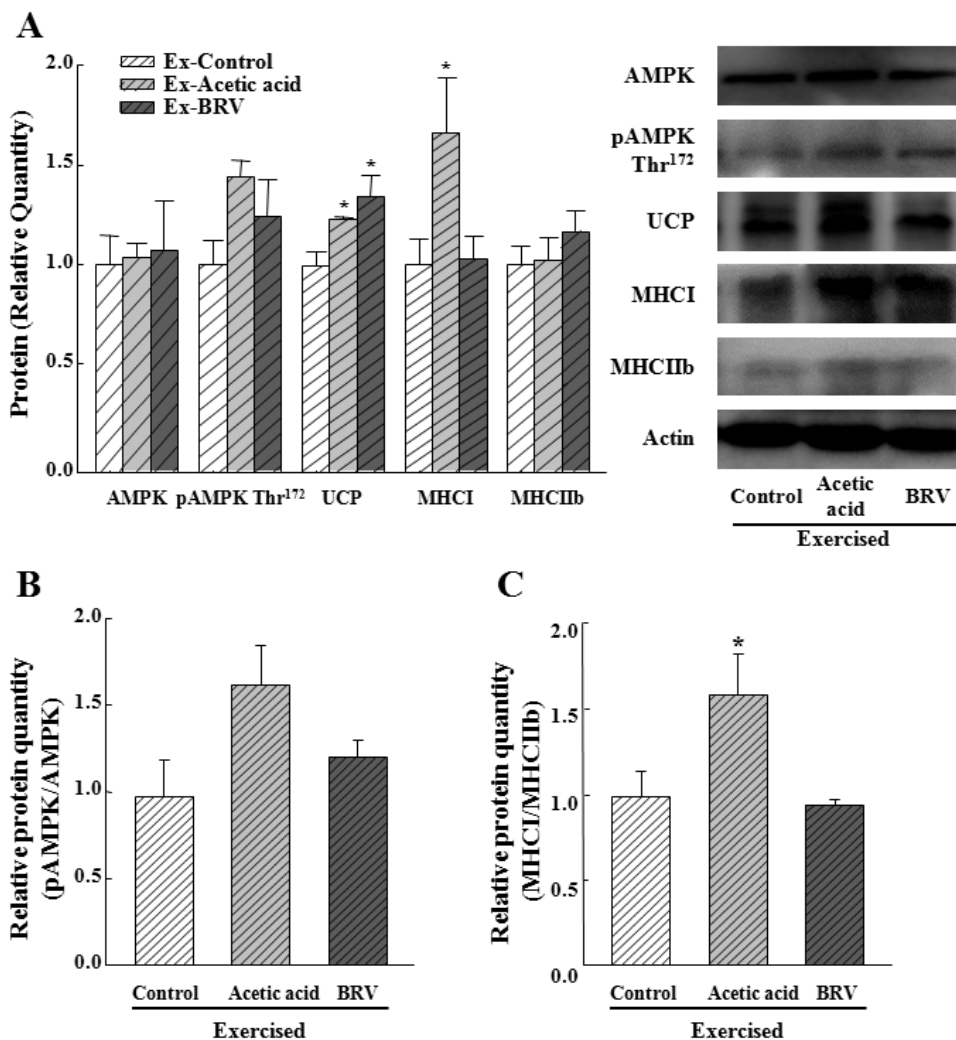 A
Protein (Relative Quantity)
2.0
1.5
1.0
0.5
0.0
Ex-Control
Ex-Acetic acid
Ex-BRV
*
*
*
AMPK pAMPK Thr¹⁷² UCP MHCI MHCIIb
AMPK
pAMPK
Thr¹⁷²
UCP
MHCI
MHCIIb
Actin
Control Acetic acid BRV
Exercised
B
Relative protein quantity
(pAMPK/AMPK)
2.0
1.5
1.0
0.5
0.0
Control Acetic acid BRV
Exercised
C
Relative protein quantity
(MHCI/MHCIIb)
2.0
1.5
1.0
0.5
0.0
*
Control Acetic acid BRV
Exercised